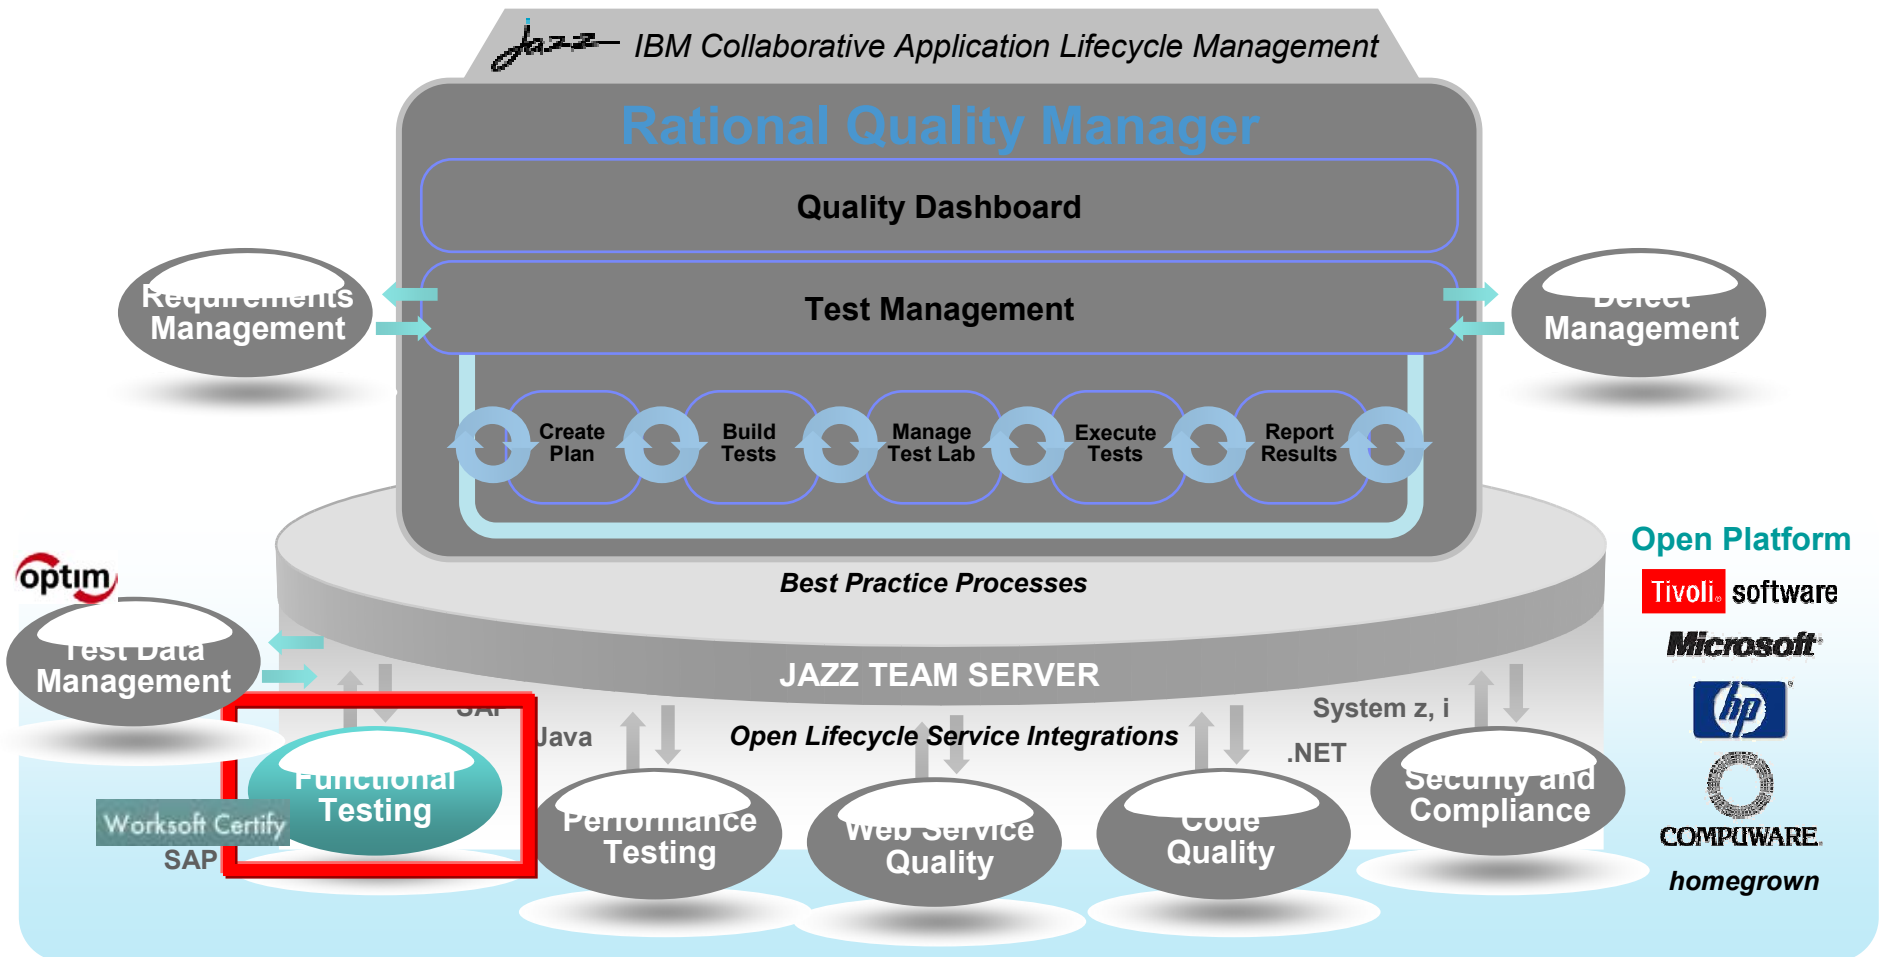 Jazz IBM Collaborative Application Lifecycle Management
Rational Quality Manager
Quality Dashboard
Requirements
Management
Test Management
Defect
Management
Create
Plan
Build
Tests
Manage
Test Lab
Execute
Tests
Report
Results
Best Practice Processes
JAZZ TEAM SERVER
Open Lifecycle Service Integrations
optim
Test Data
Management
SAP
Java
System z, i
.NET
Functional
Testing
Worksoft Certify
SAP
Performance
Testing
Web Service
Quality
Code
Quality
Security and
Compliance
Open Platform
Tivoli® software
Microsoft®
hp®
COMPUWARE.
homegrown